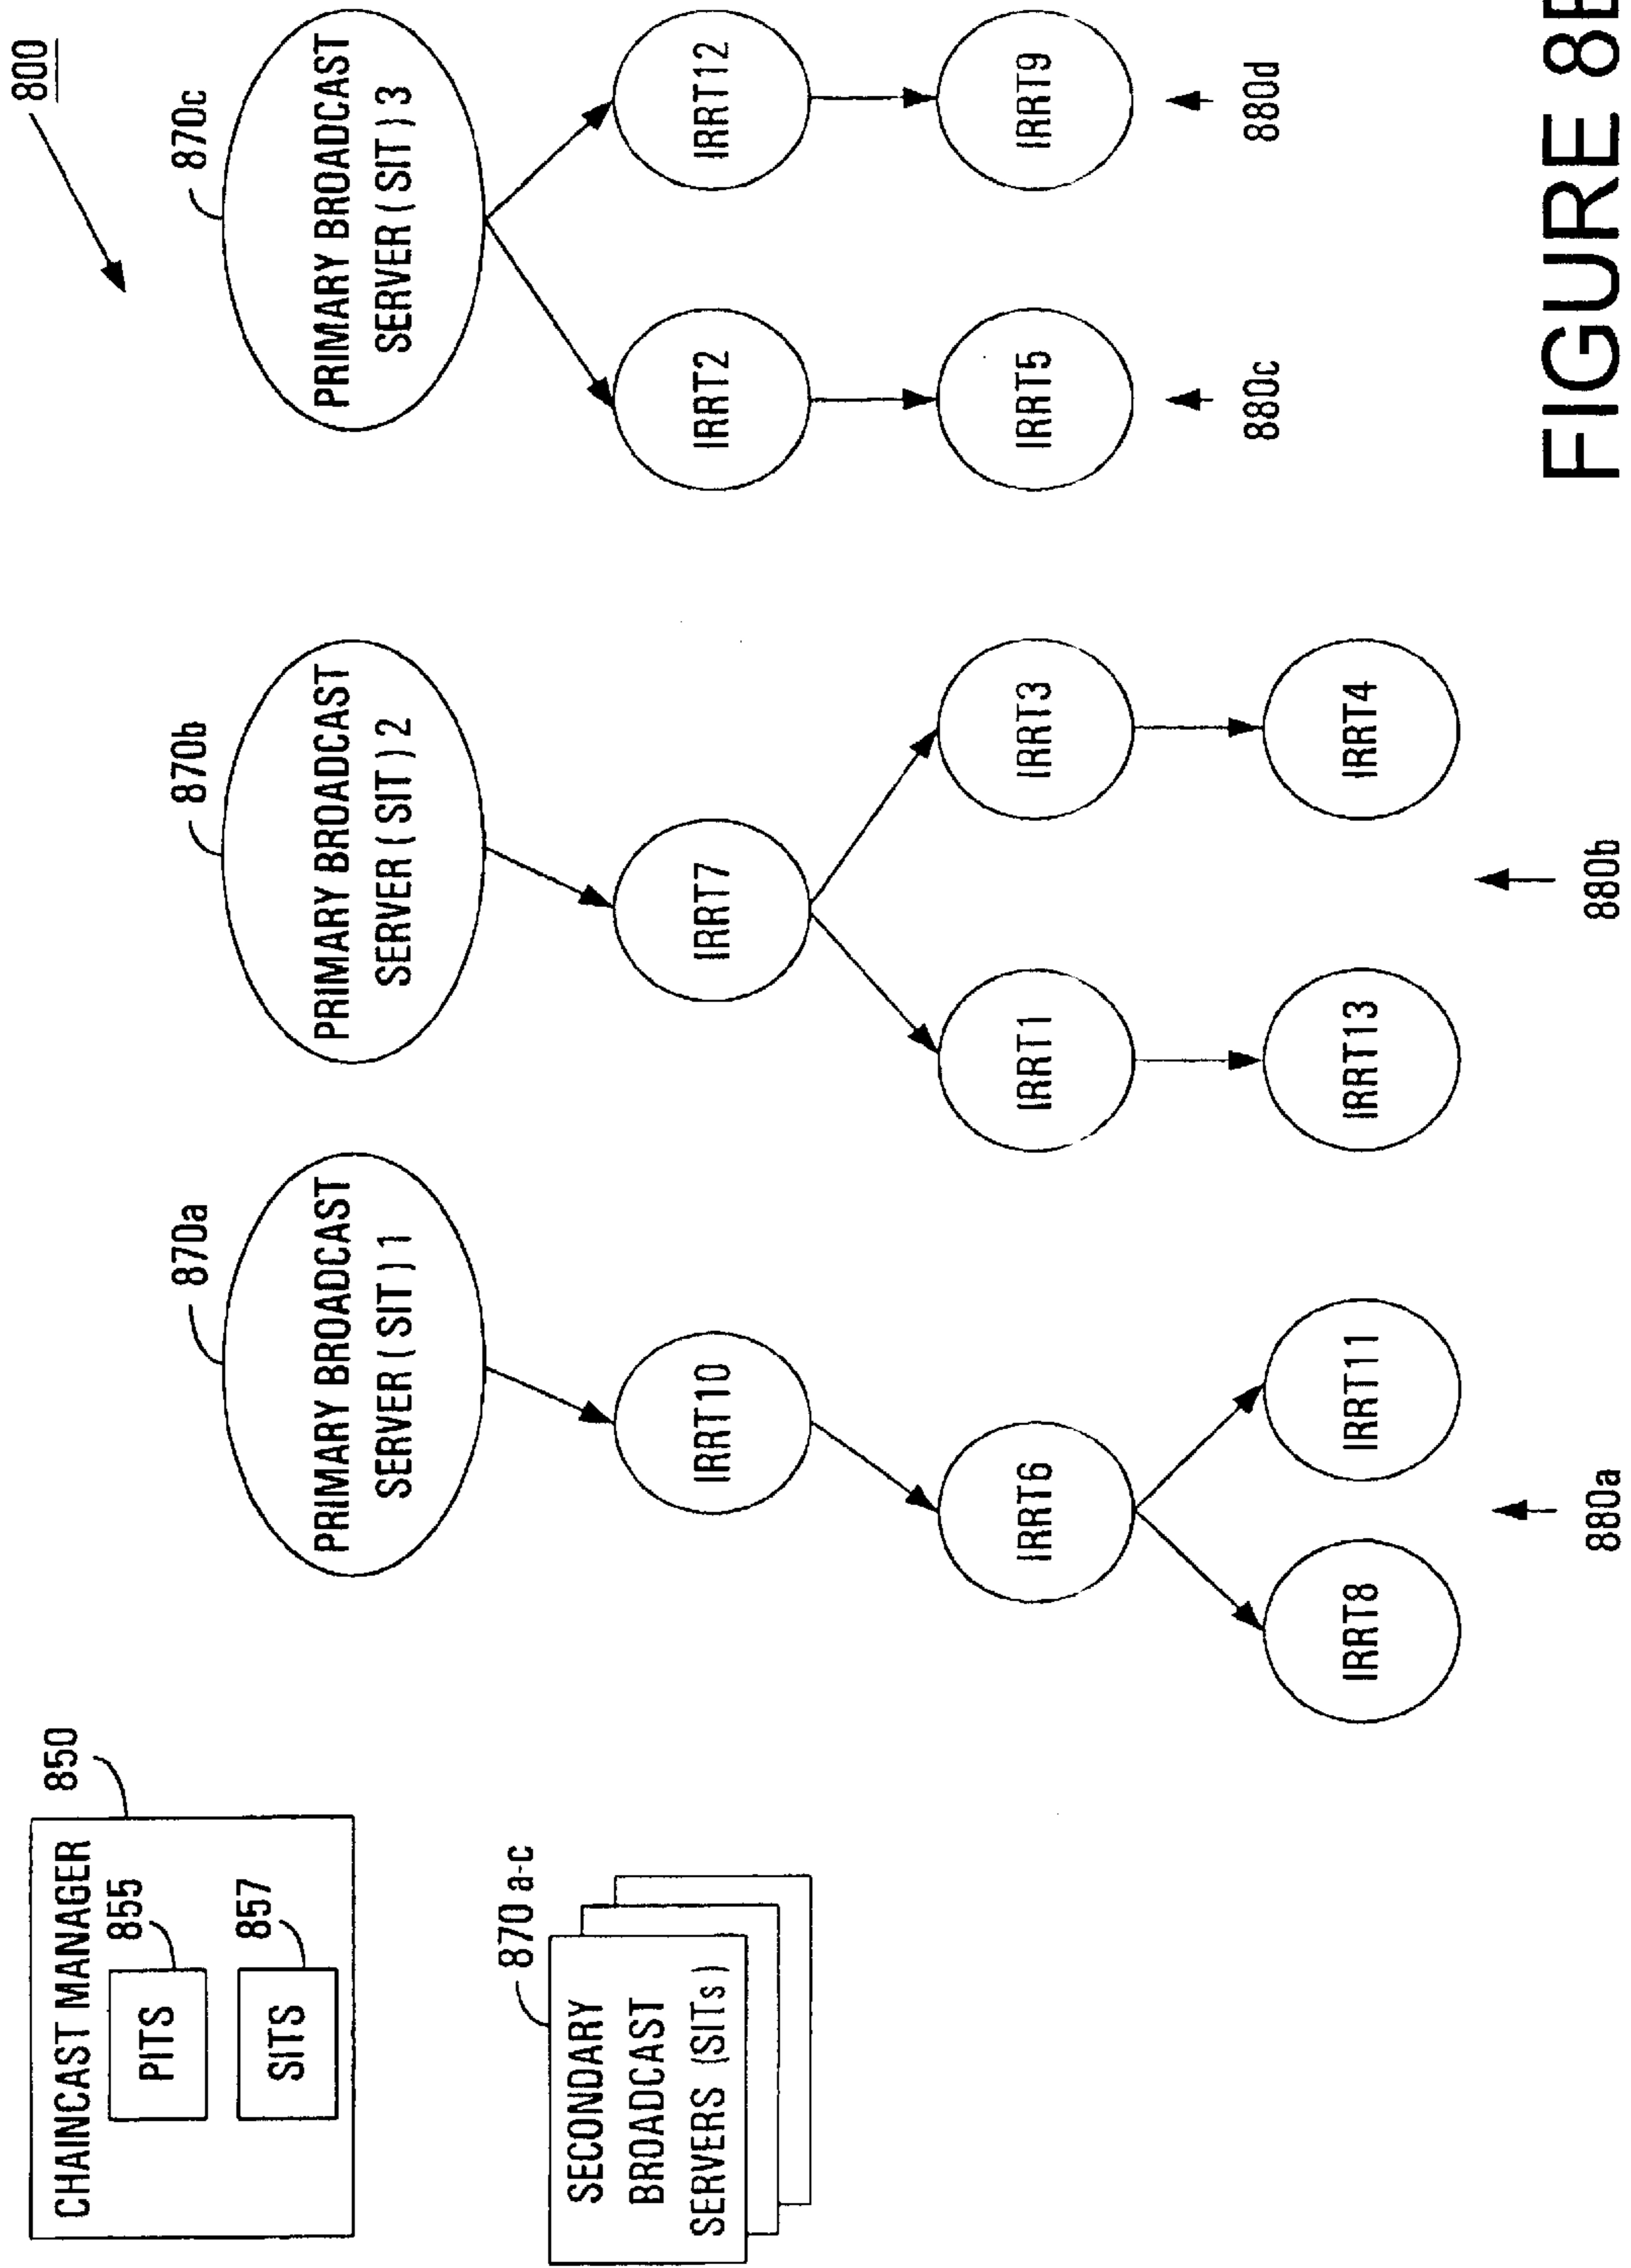 800
CHAINCAST MANAGER
850
855
PITS
857
SITS
SECONDARY
BROADCAST
SERVERS (SITs)
870 a-c
870a
PRIMARY BROADCAST
SERVER (SIT) 1
IRRT10
IRRT6
IRRT8
IRRT11
880a
870b
PRIMARY BROADCAST
SERVER (SIT) 2
IRRT7
IRRT1
IRRT3
IRRT13
IRRT4
880b
870c
PRIMARY BROADCAST
SERVER (SIT) 3
IRRT2
IRRT12
IRRT5
IRRT9
880c
880d
FIGURE